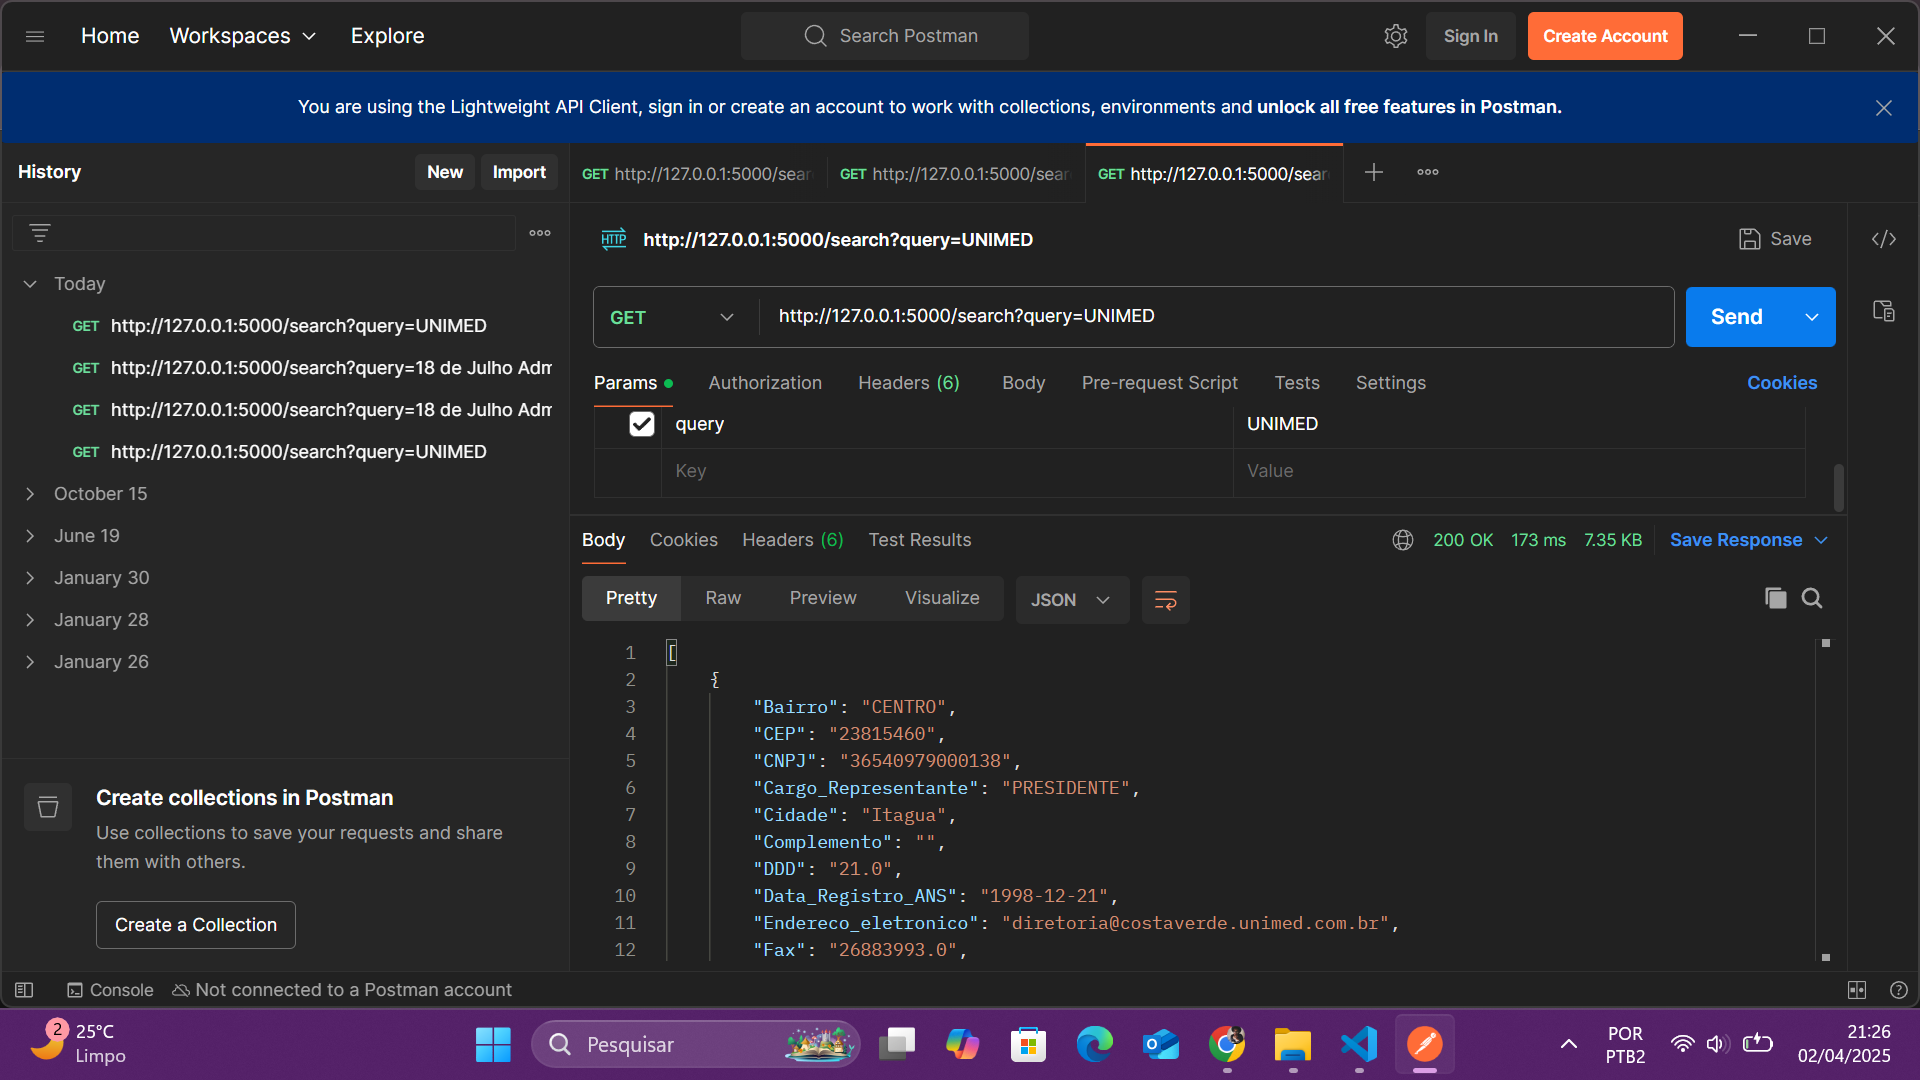 Home
Workspaces
Explore
Search Postman
Sign In
Create Account
You are using the Lightweight API Client, sign in or create an account to work with collections, environments and unlock all free features in Postman.
History
New
Import
GET http://127.0.0.1:5000/sear
GET http://127.0.0.1:5000/sear
GET http://127.0.0.1:5000/sear
HTTP http://127.0.0.1:5000/search?query=UNIMED
Save
Today
GET http://127.0.0.1:5000/search?query=UNIMED
GET http://127.0.0.1:5000/search?query=18 de Julho Adm
GET http://127.0.0.1:5000/search?query=18 de Julho Adm
GET http://127.0.0.1:5000/search?query=UNIMED
October 15
June 19
January 30
January 28
January 26
Create collections in Postman
Use collections to save your requests and share
them with others.
Create a Collection
GET http://127.0.0.1:5000/search?query=UNIMED
Send
Params
Authorization
Headers (6)
Body
Pre-request Script
Tests
Settings
Cookies
query UNIMED
Key Value
Body
Cookies
Headers (6)
Test Results
200 OK 173 ms 7.35 KB
Save Response
Pretty
Raw
Preview
Visualize
JSON
1 [
2 {
3 "Bairro": "CENTRO",
4 "CEP": "23815460",
5 "CNPJ": "36540979000138",
6 "Cargo_Representante": "PRESIDENTE",
7 "Cidade": "Itagua",
8 "Complemento": "",
9 "DDD": "21.0",
10 "Data_Registro_ANS": "1998-12-21",
11 "Endereco_eletronico": "diretoria@costaverde.unimed.com.br",
12 "Fax": "26883993.0",
Console
Not connected to a Postman account
2
25°C
Limpo
Pesquisar
POR
PTB2
21:26
02/04/2025